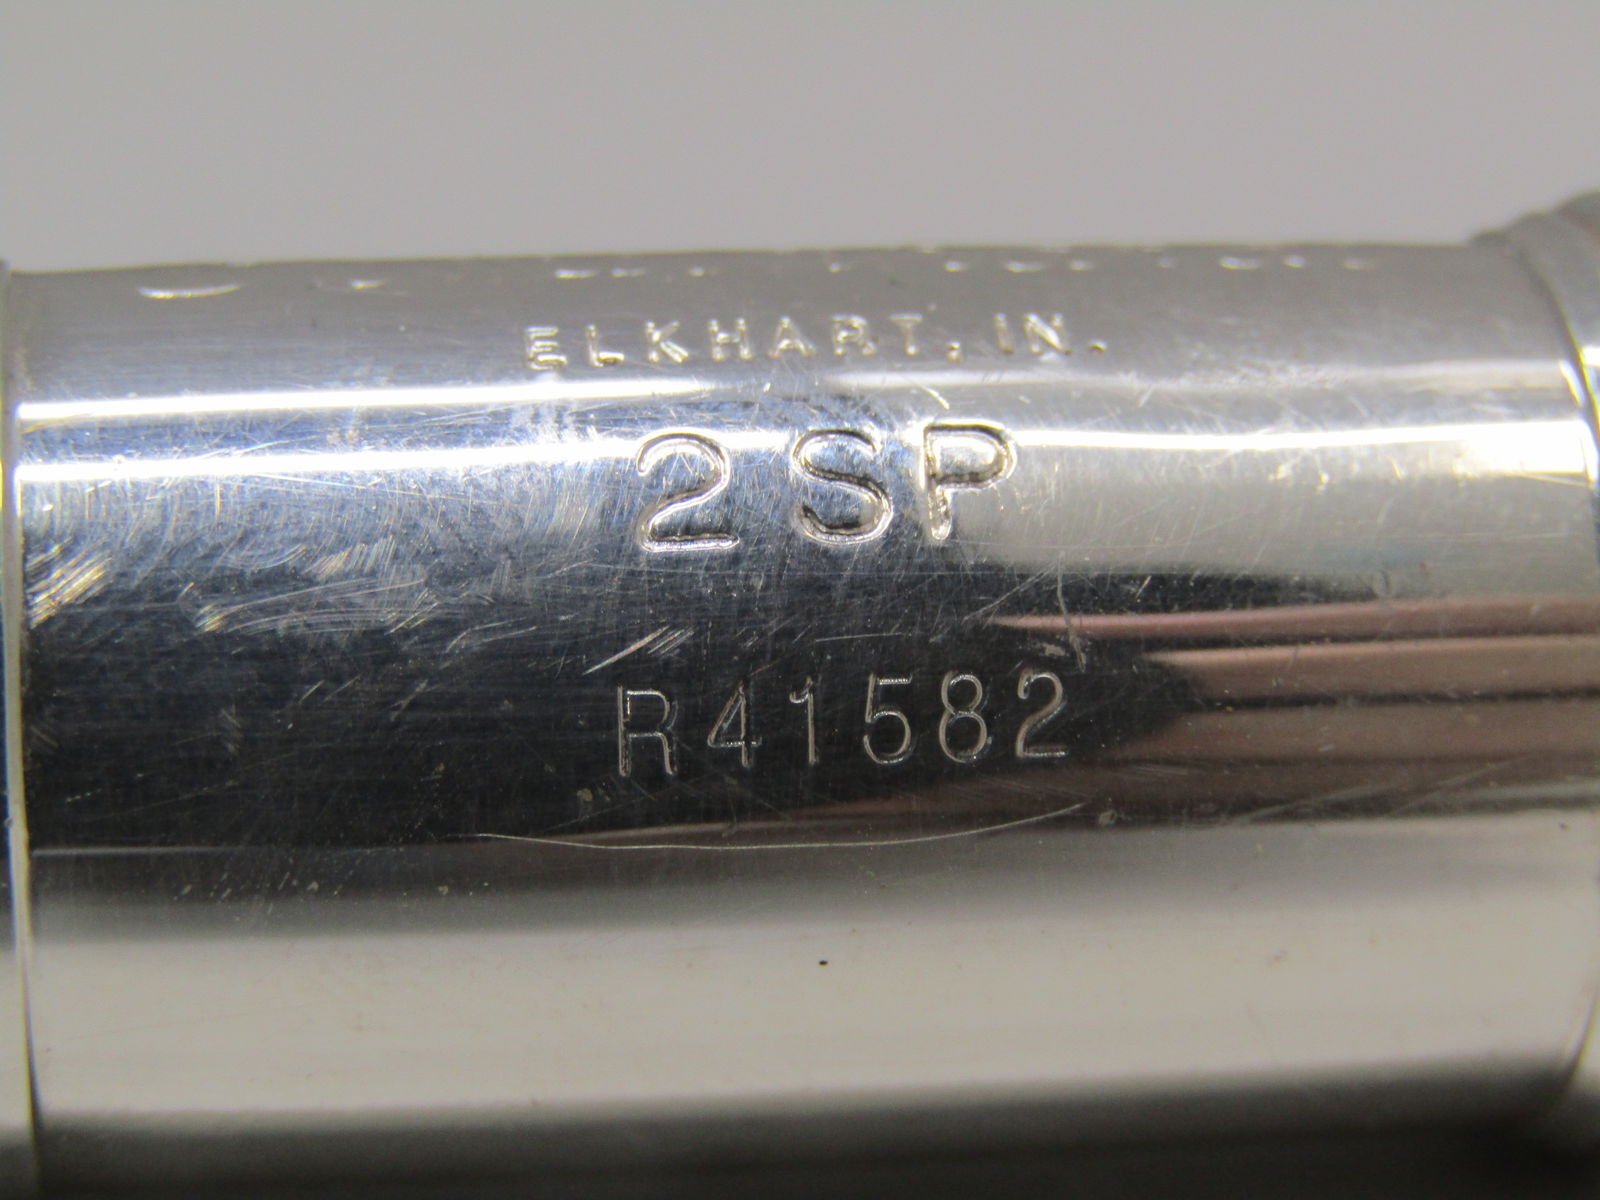 ELKHART, IN.
2SP
R41582